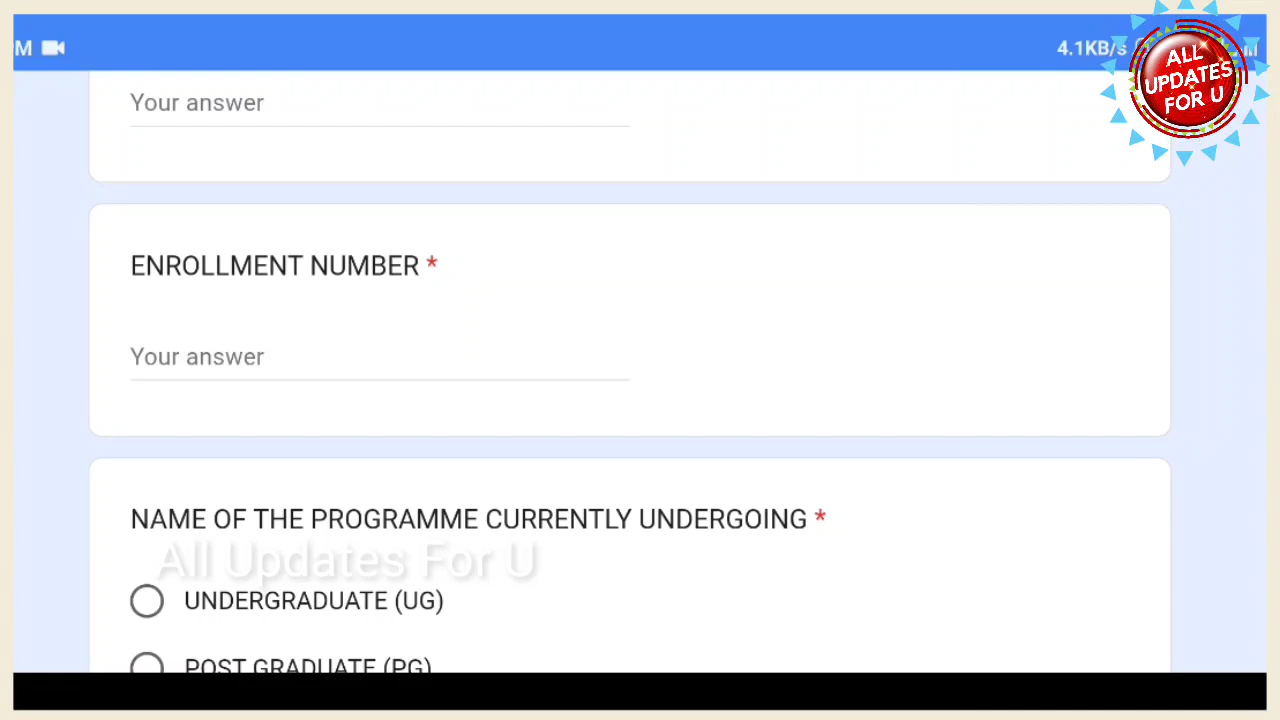 M
4.1KB/s
ALL
UPDATES
FOR U
Your answer
ENROLLMENT NUMBER *
Your answer
NAME OF THE PROGRAMME CURRENTLY UNDERGOING *
All Updates For U
UNDERGRADUATE (UG)
POST GRADUATE (PG)